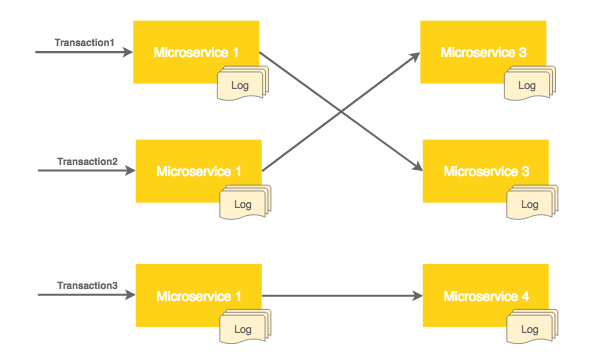 Transaction1
Microservice 1
Log
Microservice 3
Log
Transaction2
Microservice 1
Log
Microservice 3
Log
Transaction3
Microservice 1
Log
Microservice 4
Log